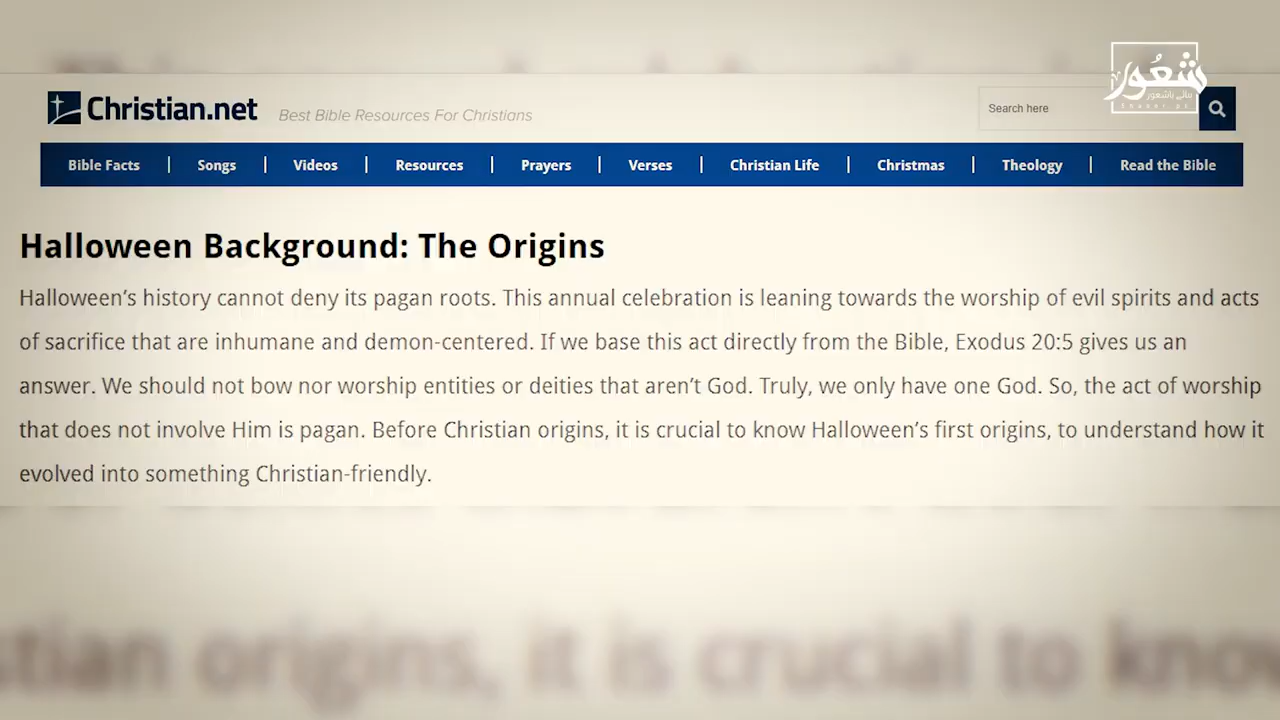 شعُور
بنائے باشعور
Shaoor.pk
Christian.net
Best Bible Resources For Christians
Search here
Bible Facts | Songs | Videos | Resources | Prayers | Verses | Christian Life | Christmas | Theology | Read the Bible
Halloween Background: The Origins
Halloween’s history cannot deny its pagan roots. This annual celebration is leaning towards the worship of evil spirits and acts
of sacrifice that are inhumane and demon-centered. If we base this act directly from the Bible, Exodus 20:5 gives us an
answer. We should not bow nor worship entities or deities that aren’t God. Truly, we only have one God. So, the act of worship
that does not involve Him is pagan. Before Christian origins, it is crucial to know Halloween’s first origins, to understand how it
evolved into something Christian-friendly.
stian origins, it is crucial to know